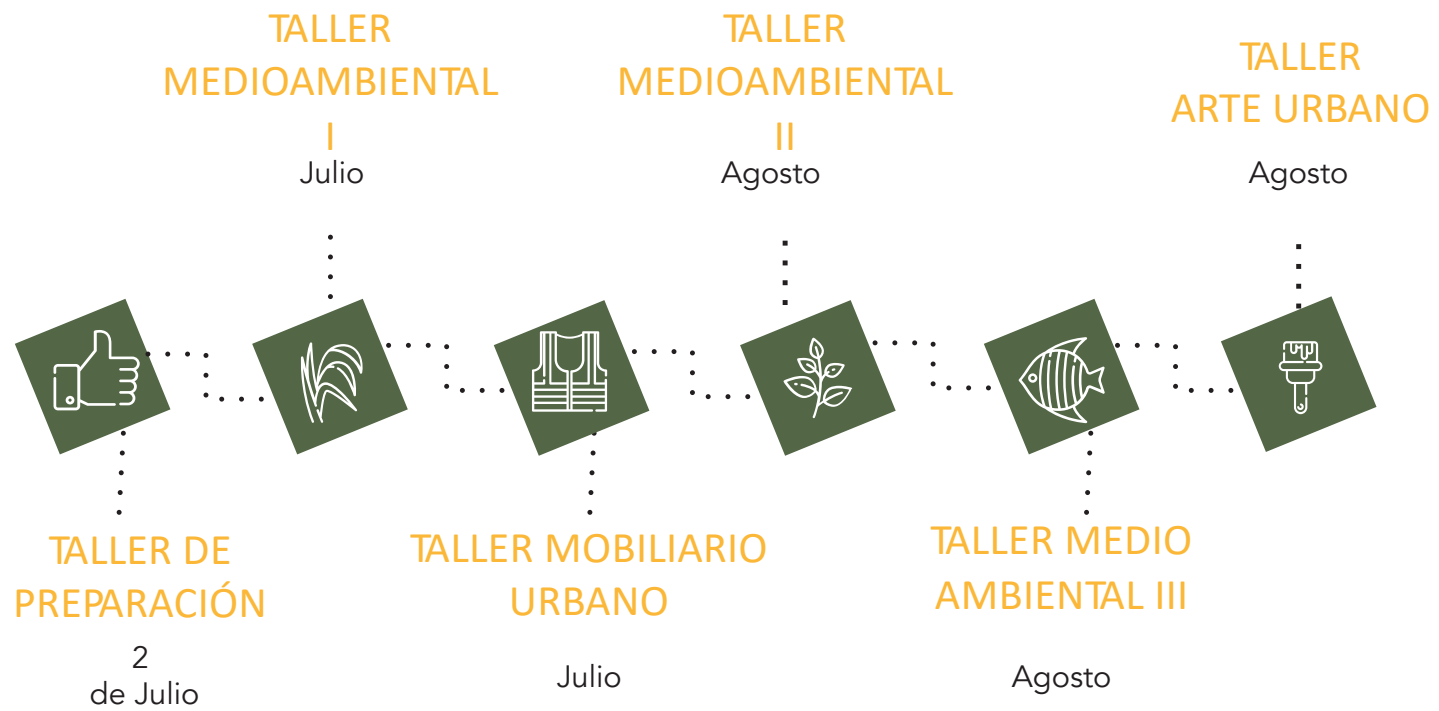 TALLER
MEDIOAMBIENTAL
I
Julio
TALLER
MEDIOAMBIENTAL
II
Agosto
TALLER
ARTE URBANO
Agosto
TALLER DE
PREPARACIÓN
2
de Julio
TALLER MOBILIARIO
URBANO
Julio
TALLER MEDIO
AMBIENTAL III
Agosto